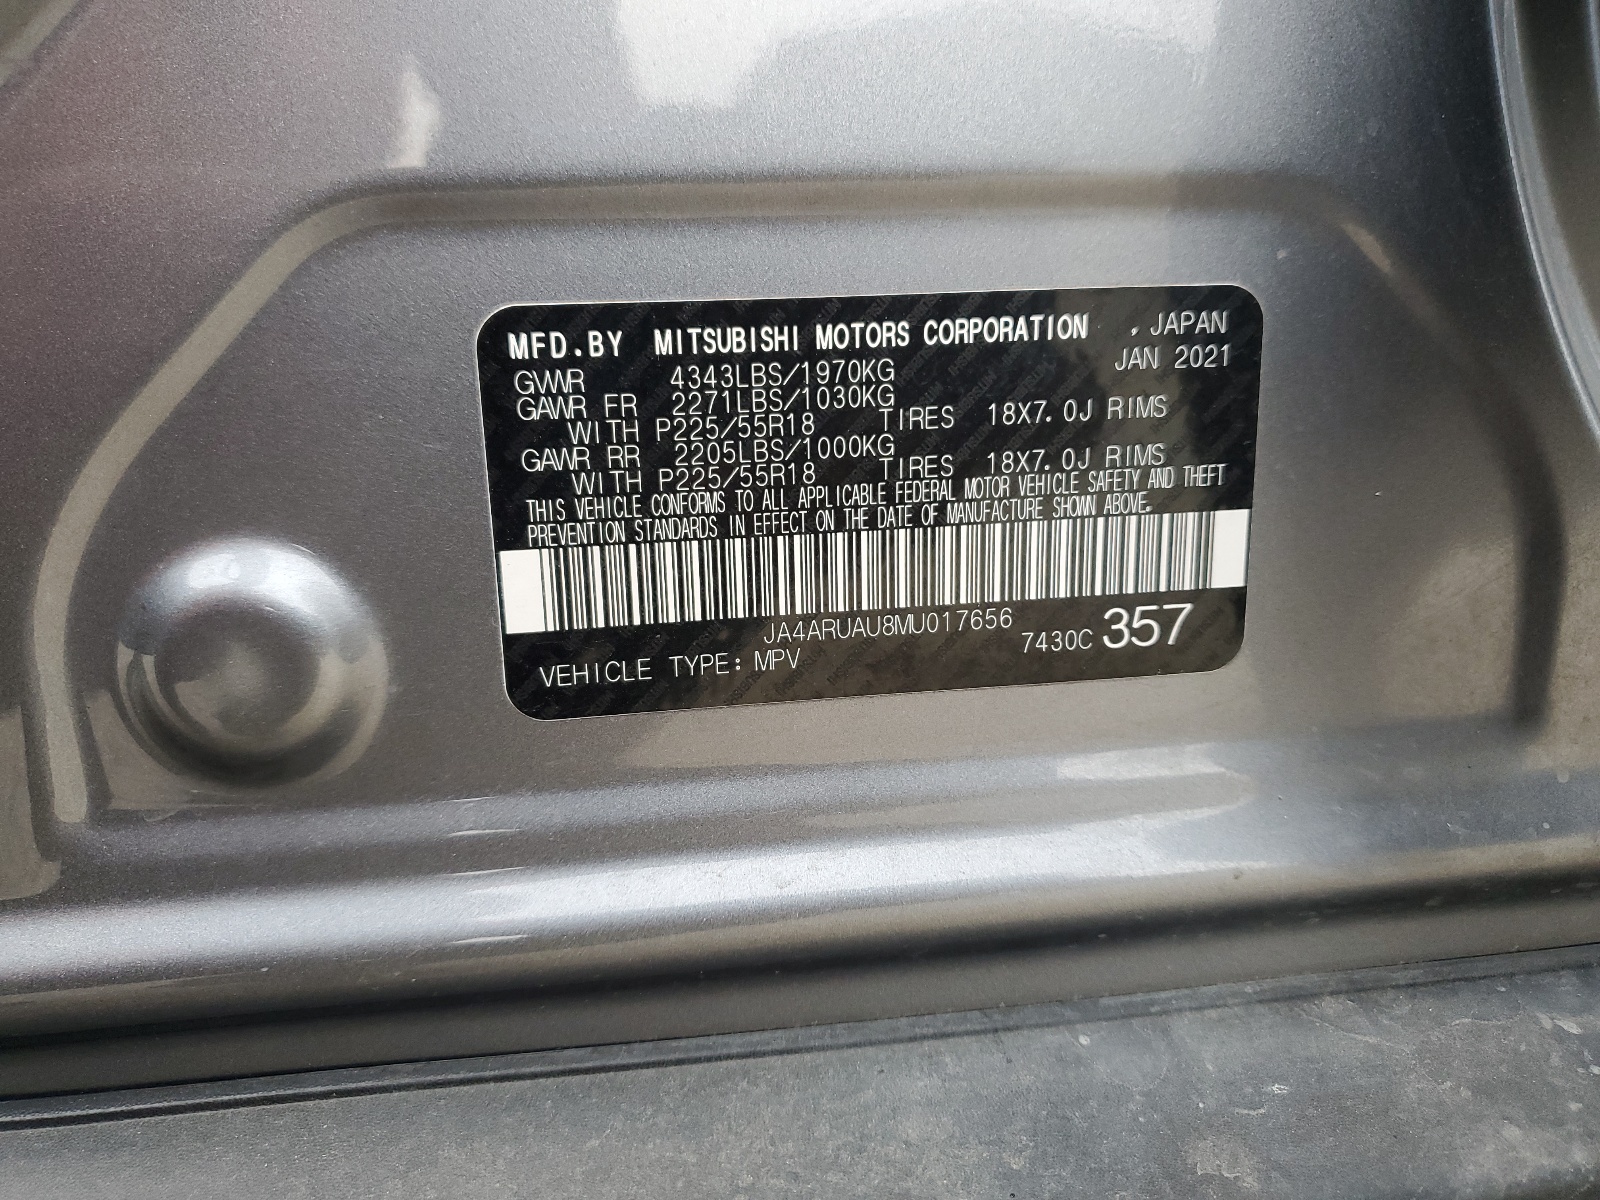 MFD.BY MITSUBISHI MOTORS CORPORATION , JAPAN
JAN 2021
GVWR 4343LBS/1970KG
GAWR FR 2271LBS/1030KG
WITH P225/55R18 TIRES 18X7.0J RIMS
GAWR RR 2205LBS/1000KG
WITH P225/55R18 TIRES 18X7.0J RIMS
THIS VEHICLE CONFORMS TO ALL APPLICABLE FEDERAL MOTOR VEHICLE SAFETY AND THEFT
PREVENTION STANDARDS IN EFFECT ON THE DATE OF MANUFACTURE SHOWN ABOVE.
JA4ARUAU8MU017656
VEHICLE TYPE: MPV 7430C 357